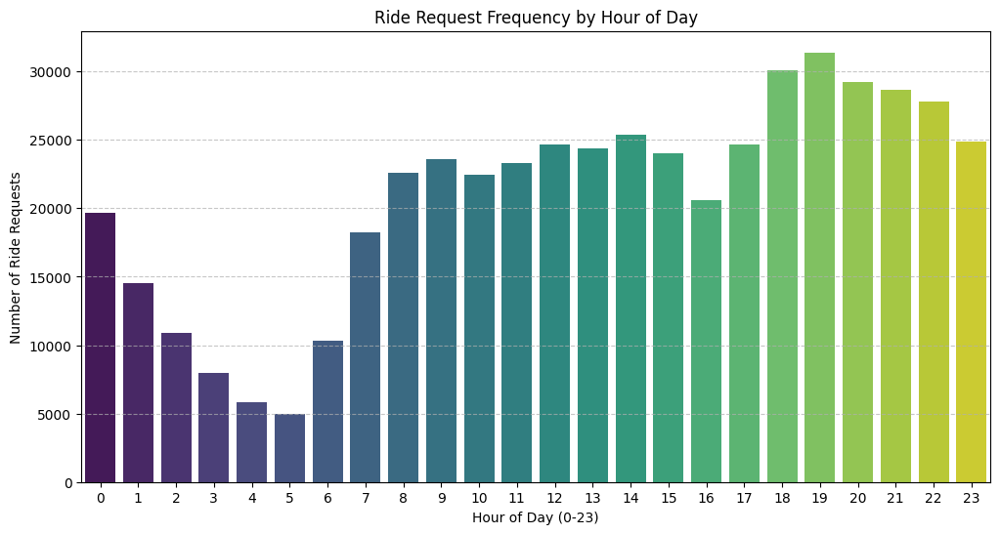 Ride Request Frequency by Hour of Day
Number of Ride Requests
30000
25000
20000
15000
10000
5000
0
0 1 2 3 4 5 6 7 8 9 10 11 12 13 14 15 16 17 18 19 20 21 22 23
Hour of Day (0-23)